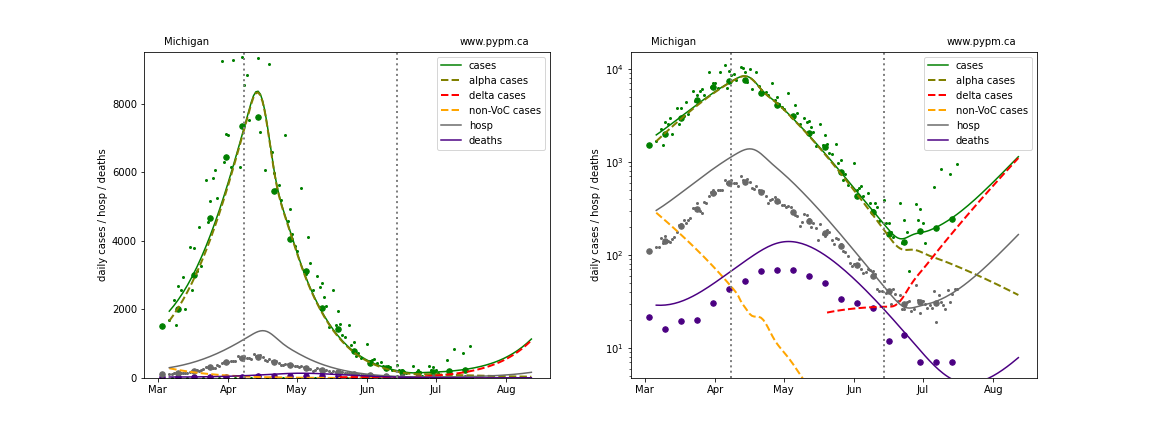 Michigan
www.pypm.ca
daily cases / hosp / deaths
8000
6000
4000
2000
0
Mar
Apr
May
Jun
Jul
Aug
cases
alpha cases
delta cases
non-VoC cases
hosp
deaths
Michigan
www.pypm.ca
daily cases / hosp / deaths
10⁴
10³
10²
10¹
Mar
Apr
May
Jun
Jul
Aug
cases
alpha cases
delta cases
non-VoC cases
hosp
deaths